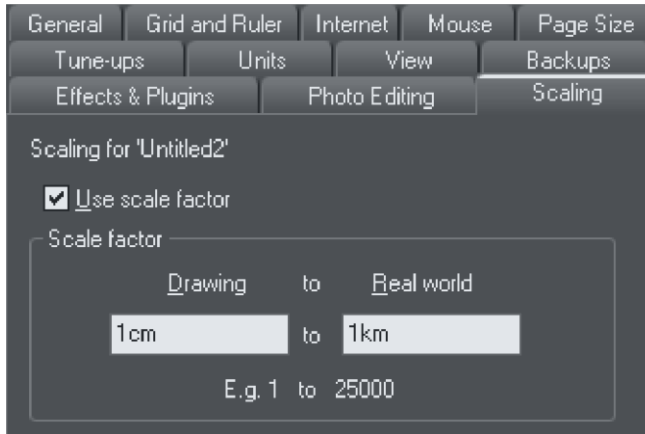 General Grid and Ruler Internet Mouse Page Size
Tune-ups Units View Backups
Effects & Plugins Photo Editing Scaling
Scaling for 'Untitled2'
Use scale factor
Scale factor
Drawing to Real world
1cm to 1km
E.g. 1 to 25000